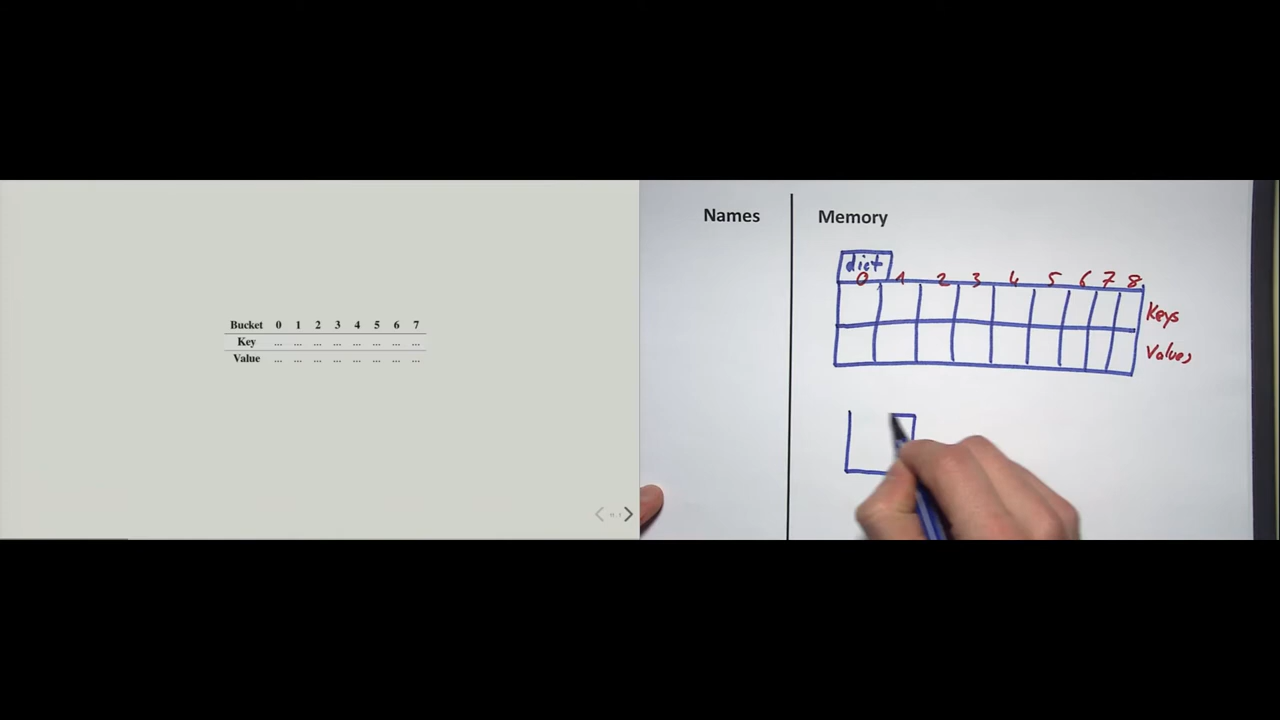 Bucket 0 1 2 3 4 5 6 7
Key ... ... ... ... ... ... ... ...
Value ... ... ... ... ... ... ... ...
Names
Memory
dict
0 1 2 3 4 5 6 7 8
Keys
Values